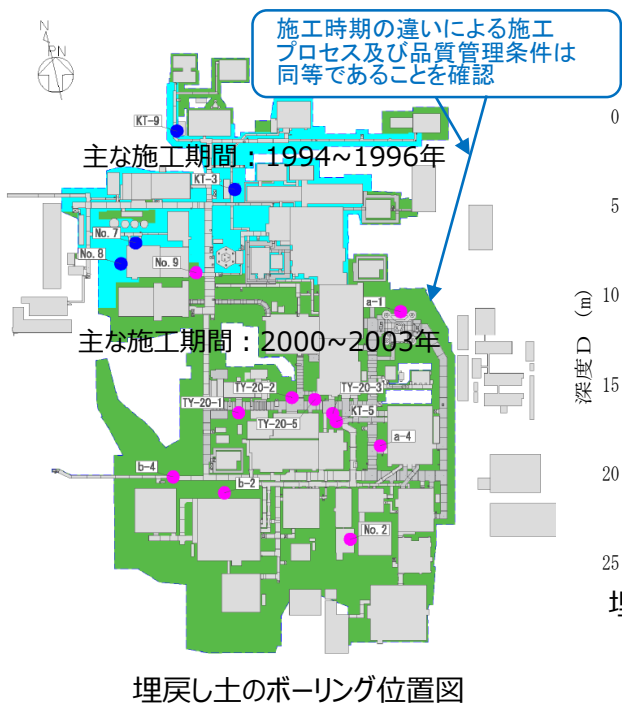 施工時期の違いによる施工
プロセス及び品質管理条件は
同等であることを確認
N
PN
KT-9
主な施工期間：1994~1996年
KT-3
No. 7
No. 8
No. 9
a-1
主な施工期間：2000~2003年
TY-20-2
TY-20-3
TY-20-1
KT-5
TY-20-5
a-4
b-4
b-2
No. 2
0
5
10
15
20
25
深度D (m)
埋戻し土のボーリング位置図